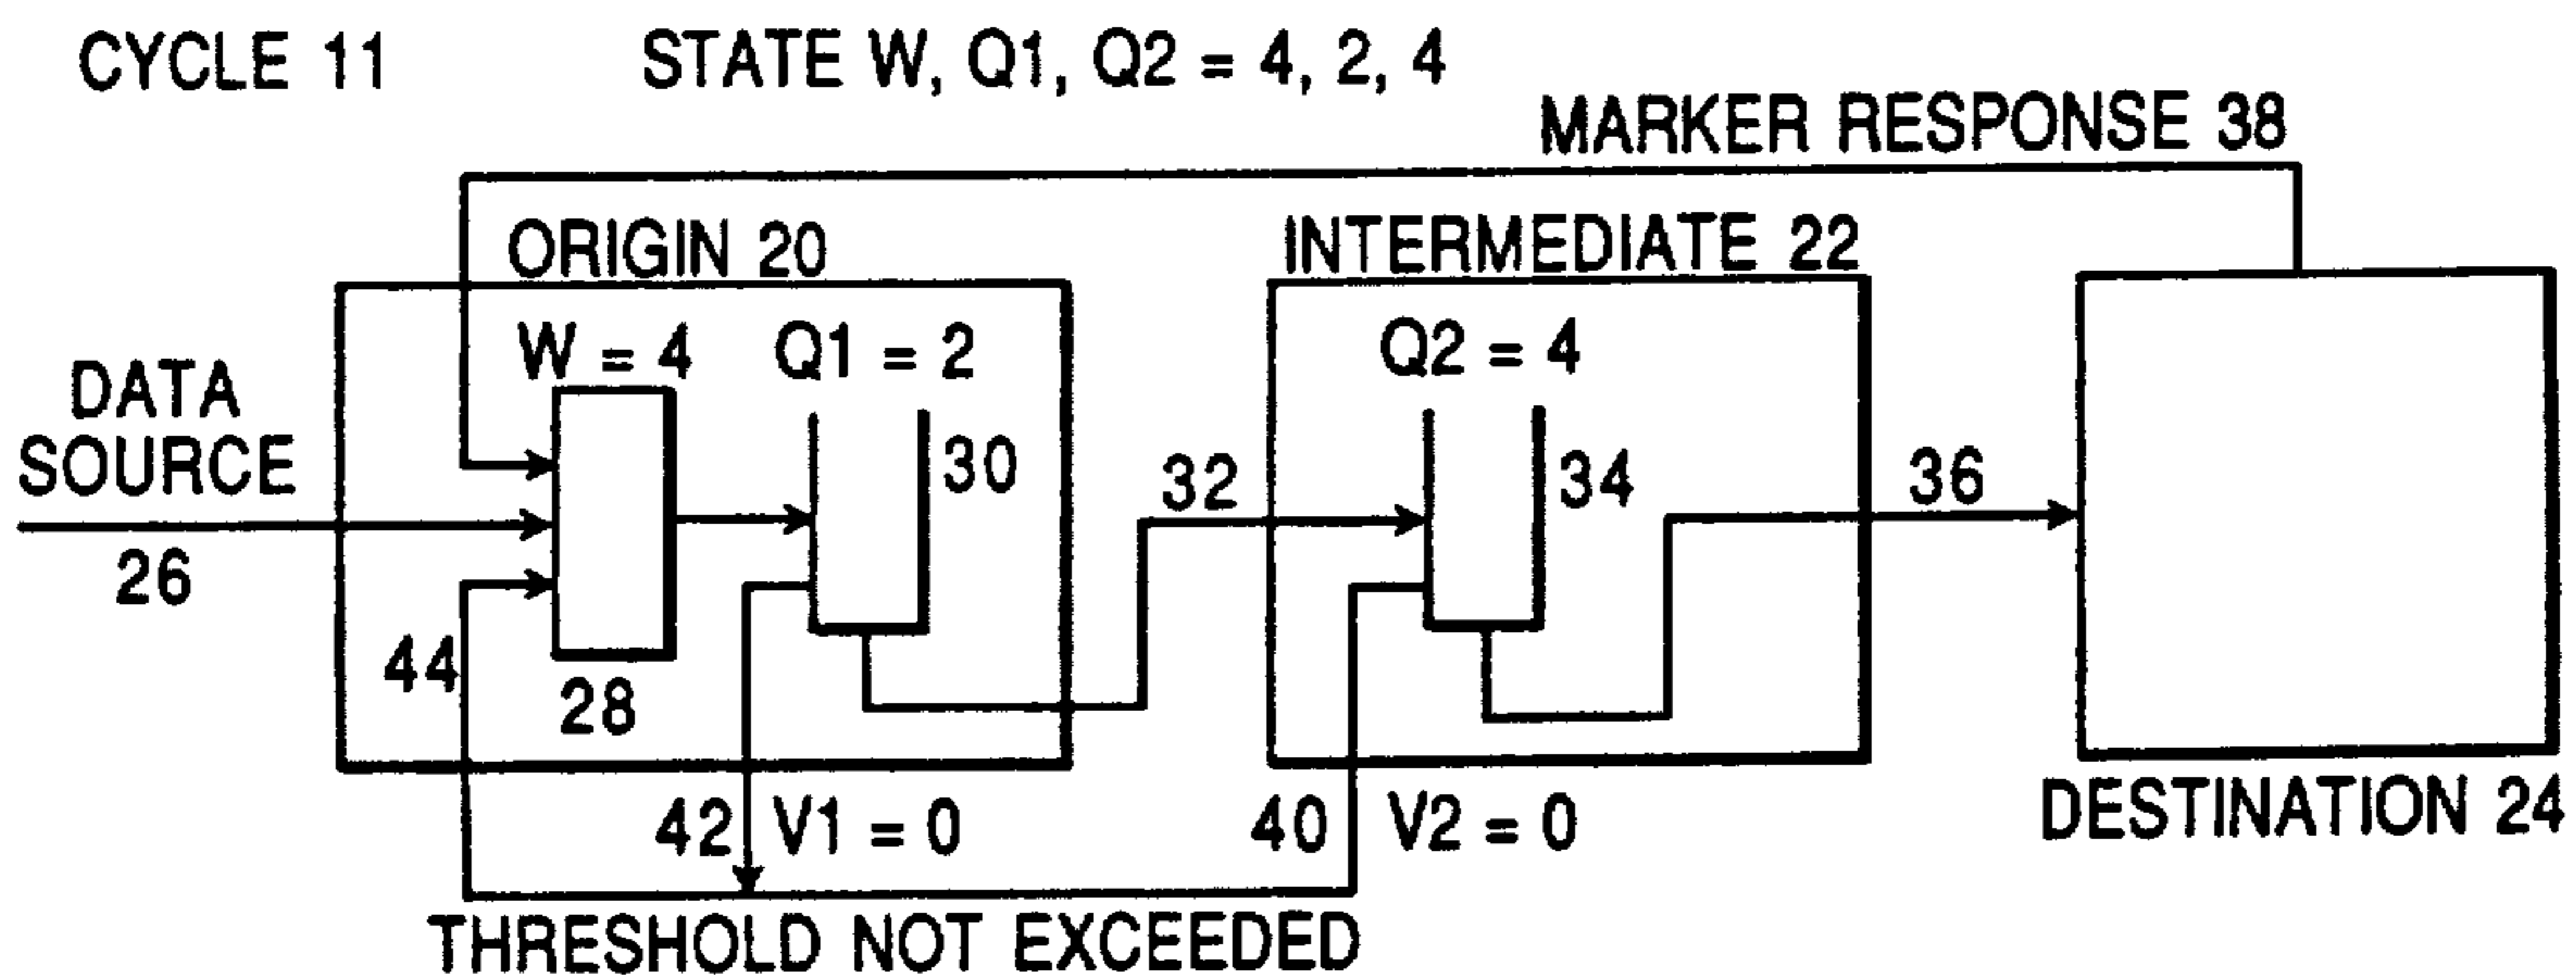 CYCLE 11
STATE W, Q1, Q2 = 4, 2, 4
MARKER RESPONSE 38
ORIGIN 20
INTERMEDIATE 22
W = 4
Q1 = 2
Q2 = 4
DATA
SOURCE
30
32
34
36
26
44
28
42
V1 = 0
40
V2 = 0
DESTINATION 24
THRESHOLD NOT EXCEEDED